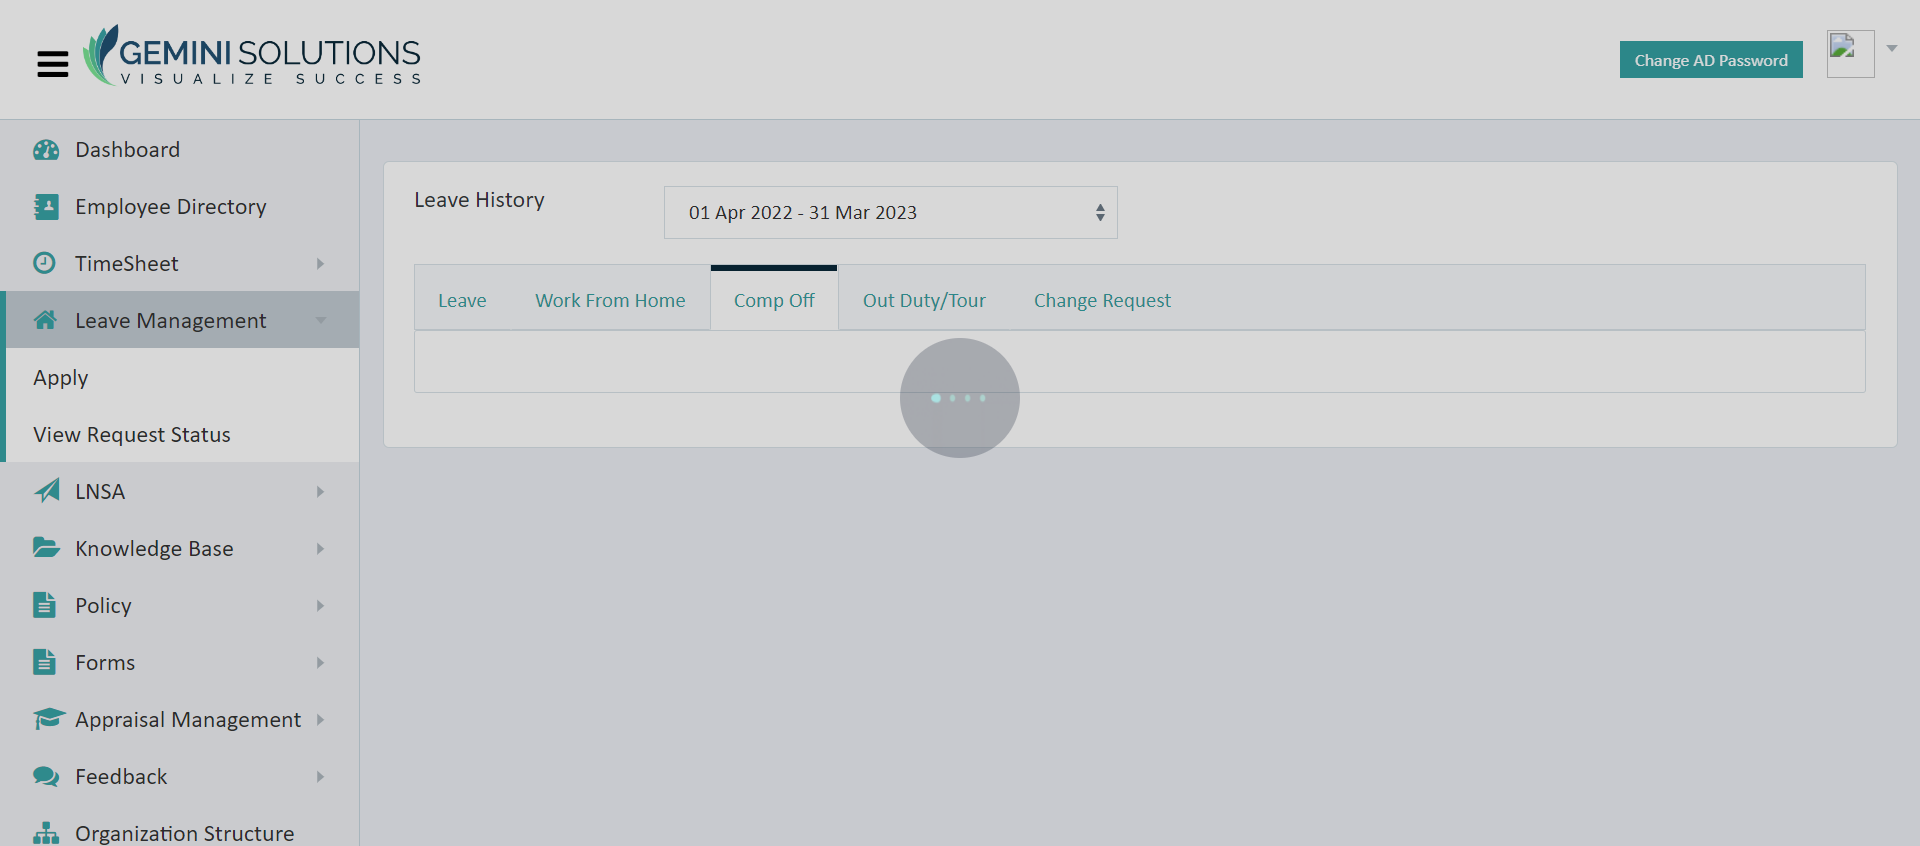 GEMINI SOLUTIONS
VISUALIZE SUCCESS
Change AD Password
Dashboard
Employee Directory
TimeSheet
Leave Management
Apply
View Request Status
LNSA
Knowledge Base
Policy
Forms
Appraisal Management
Feedback
Organization Structure
Leave History
01 Apr 2022 - 31 Mar 2023
Leave
Work From Home
Comp Off
Out Duty/Tour
Change Request